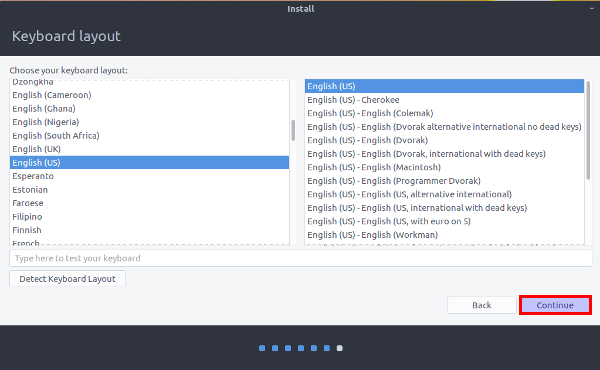 Install
Keyboard layout
Choose your keyboard layout:
Dzongkha
English (Cameroon)
English (Ghana)
English (Nigeria)
English (South Africa)
English (UK)
English (US)
Esperanto
Estonian
Faroese
Filipino
Finnish
French
English (US)
English (US) - Cherokee
English (US) - English (Colemak)
English (US) - English (Dvorak alternative international no dead keys)
English (US) - English (Dvorak)
English (US) - English (Dvorak, international with dead keys)
English (US) - English (Macintosh)
English (US) - English (Programmer Dvorak)
English (US) - English (US, alternative international)
English (US) - English (US, international with dead keys)
English (US) - English (US, with euro on 5)
English (US) - English (Workman)
Type here to test your keyboard
Detect Keyboard Layout
Back
Continue